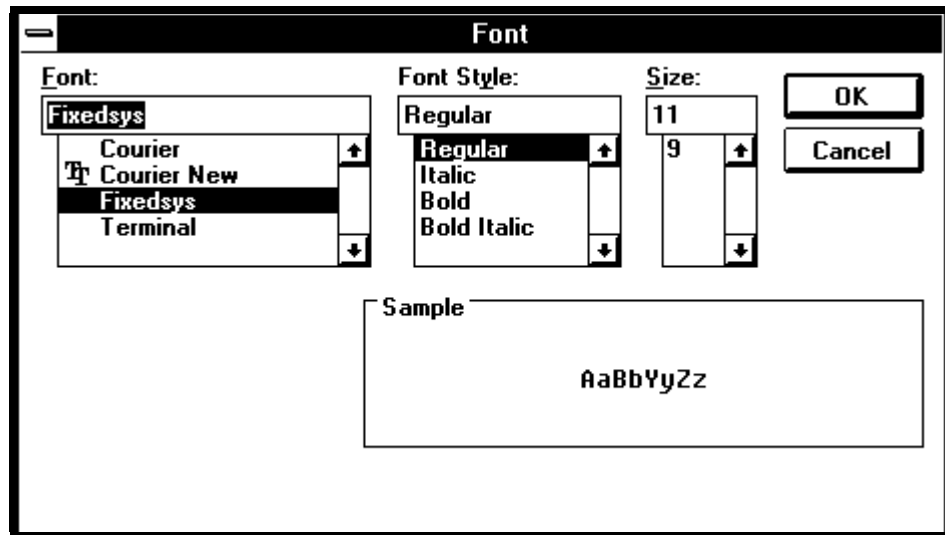 Font
Font:
Fixedsys
Courier
Courier New
Fixedsys
Terminal
Font Style:
Regular
Regular
Italic
Bold
Bold Italic
Size:
11
9
OK
Cancel
Sample
AaBbYyZz